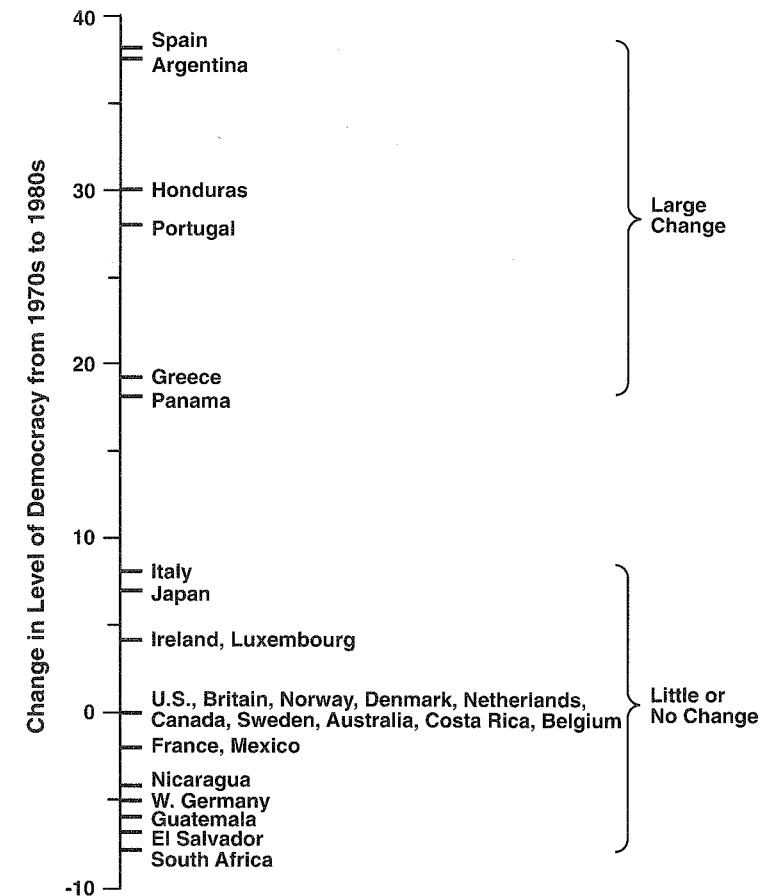 Change in Level of Democracy from 1970s to 1980s
40
Spain
Argentina
30
Honduras
Portugal
Large
Change
20
Greece
Panama
10
Italy
Japan
Ireland, Luxembourg
0
U.S., Britain, Norway, Denmark, Netherlands,
Canada, Sweden, Australia, Costa Rica, Belgium
Little or
No Change
France, Mexico
Nicaragua
W. Germany
Guatemala
El Salvador
South Africa
-10